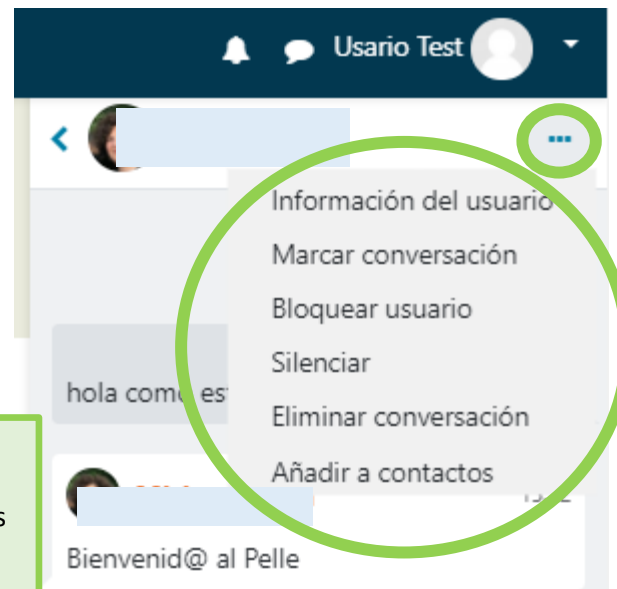 Usario Test
Información del usuario
Marcar conversación
Bloquear usuario
Silenciar
Eliminar conversación
Añadir a contactos
hola como
s
Bienvenid@ al Pelle